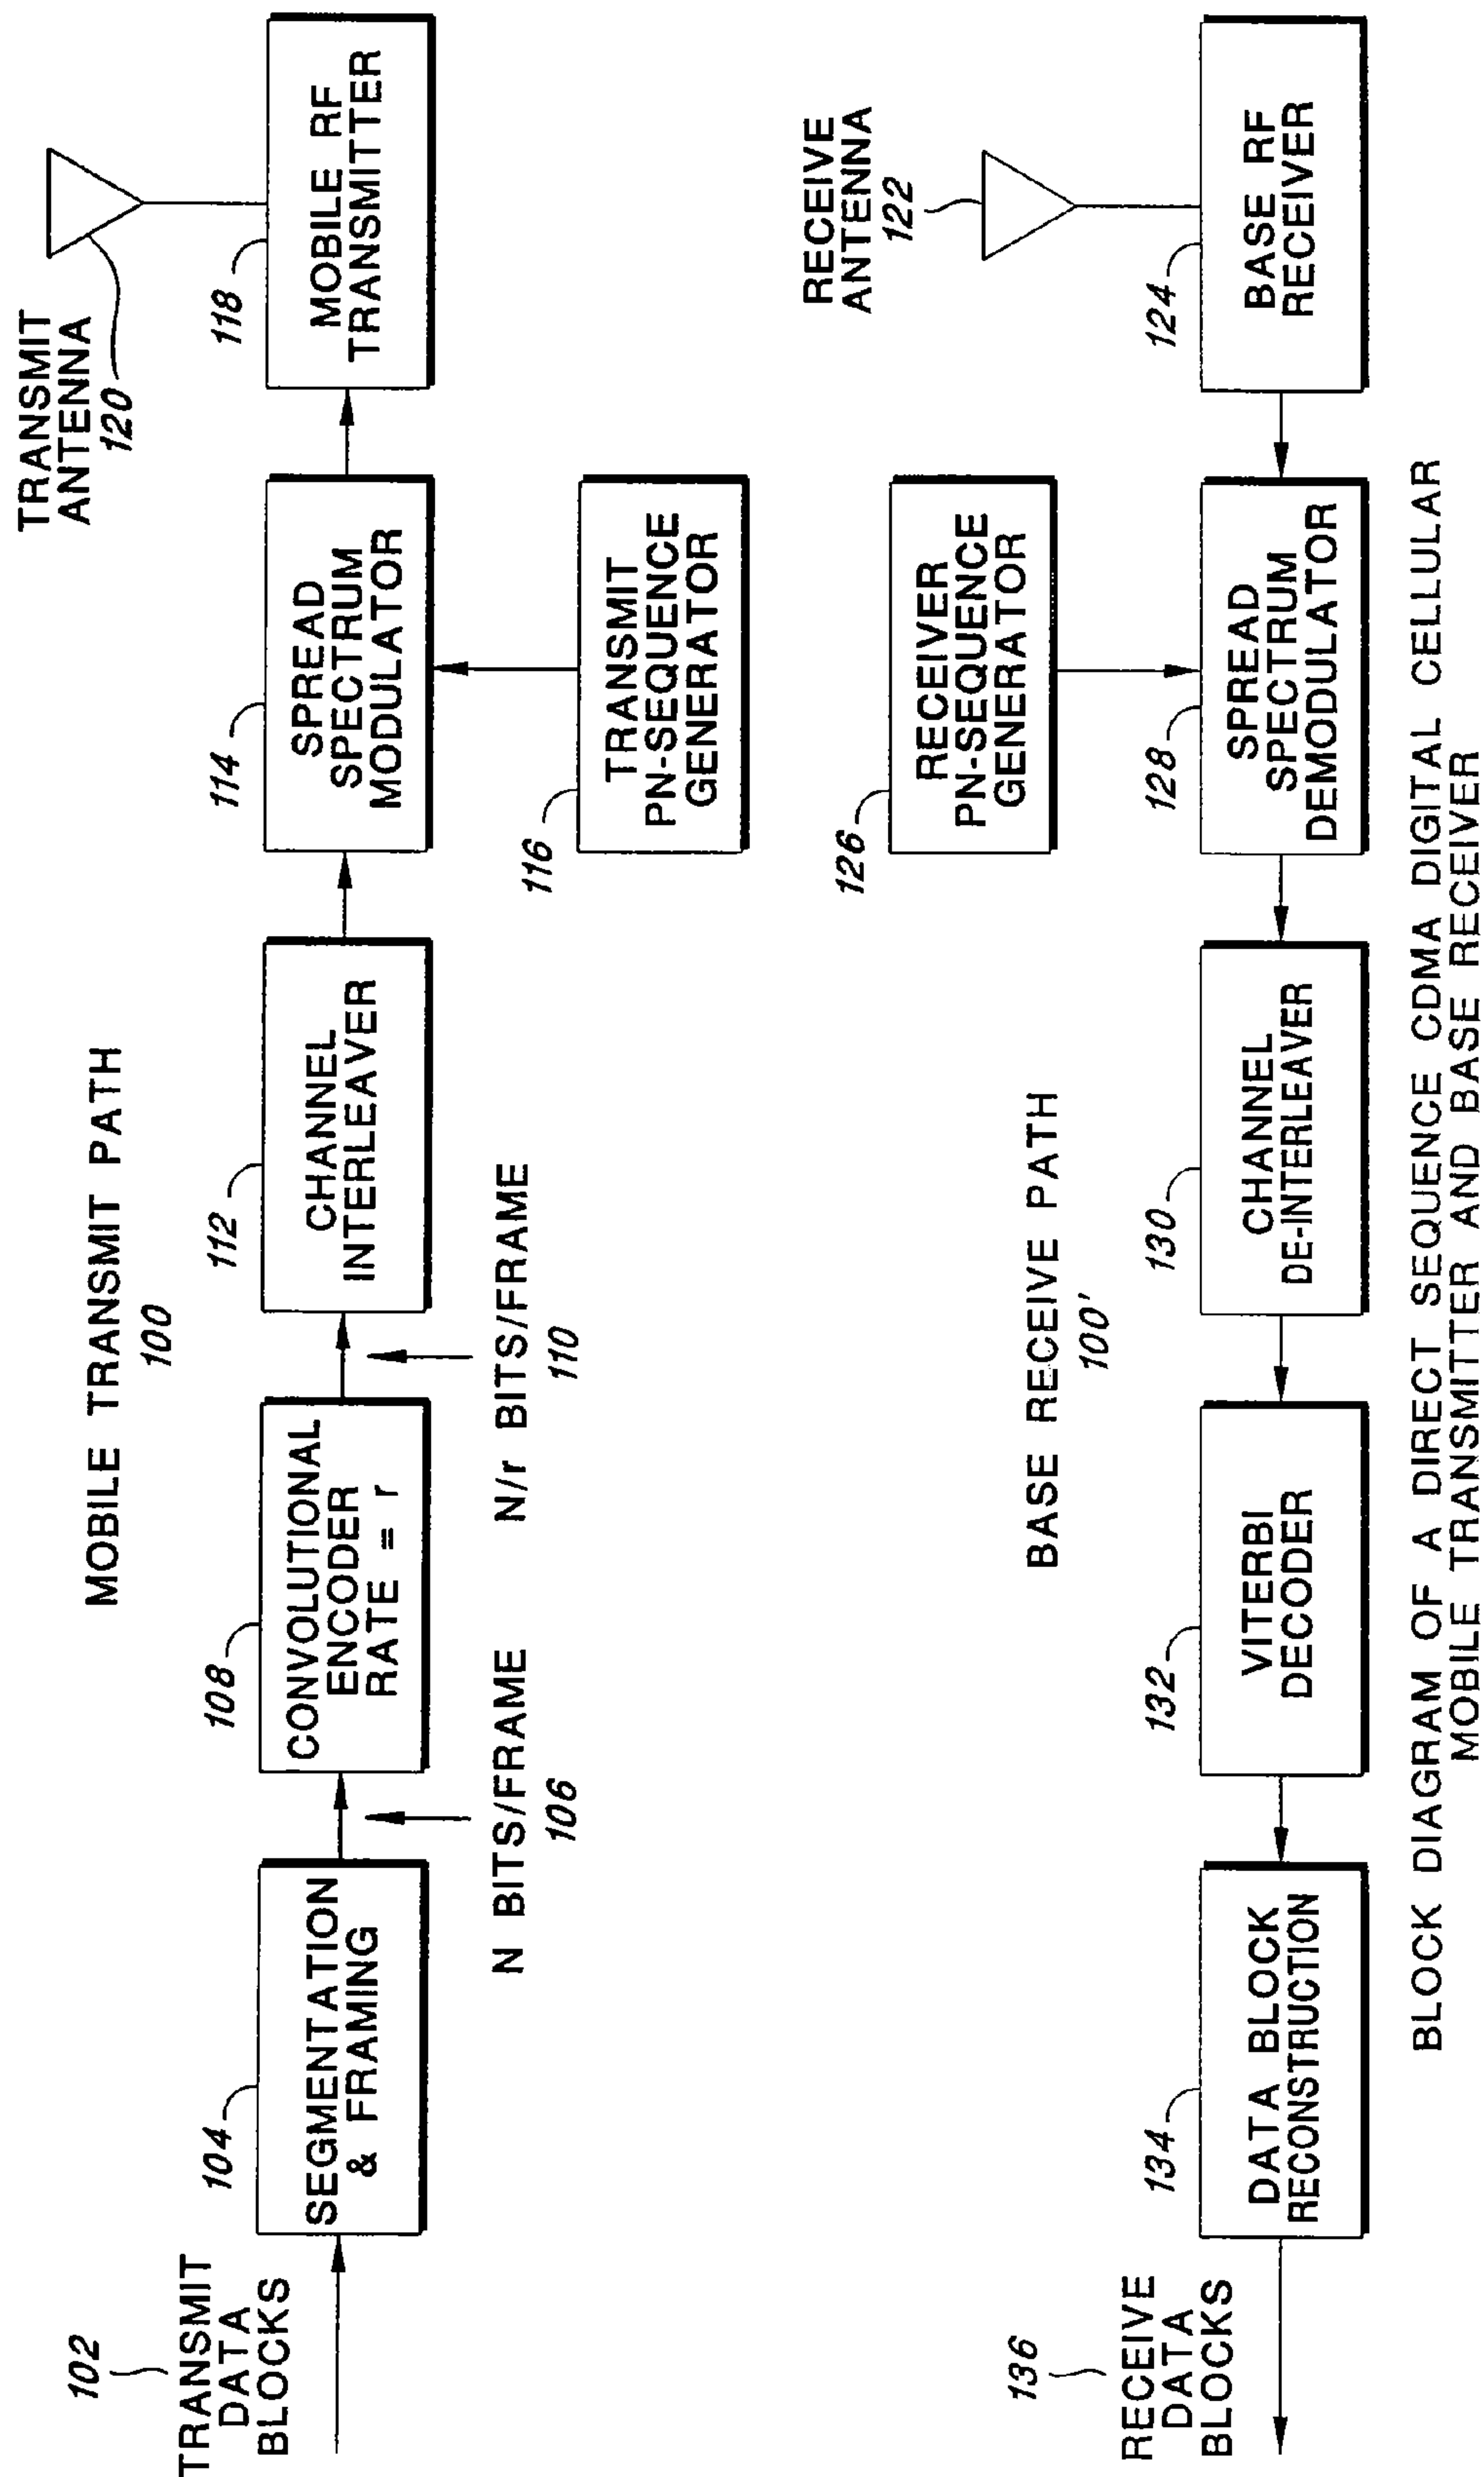 MOBILE TRANSMIT PATH
100
102
TRANSMIT
DATA
BLOCKS
104
SEGMENTATION
& FRAMING
N BITS/FRAME
106
108
CONVOLUTIONAL
ENCODER
RATE = r
N/r BITS/FRAME
110
112
CHANNEL
INTERLEAVER
114
SPREAD
SPECTRUM
MODULATOR
116
TRANSMIT
PN-SEQUENCE
GENERATOR
118
MOBILE RF
TRANSMITTER
TRANSMIT
ANTENNA
120
BASE RECEIVE PATH
100'
136
RECEIVE
DATA
BLOCKS
134
DATA BLOCK
RECONSTRUCTION
132
VITERBI
DECODER
130
CHANNEL
DE-INTERLEAVER
126
RECEIVER
PN-SEQUENCE
GENERATOR
128
SPREAD
SPECTRUM
DEMODULATOR
RECEIVE
ANTENNA
122
124
BASE RF
RECEIVER
BLOCK DIAGRAM OF A DIRECT SEQUENCE CDMA DIGITAL CELLULAR
MOBILE TRANSMITTER AND BASE RECEIVER